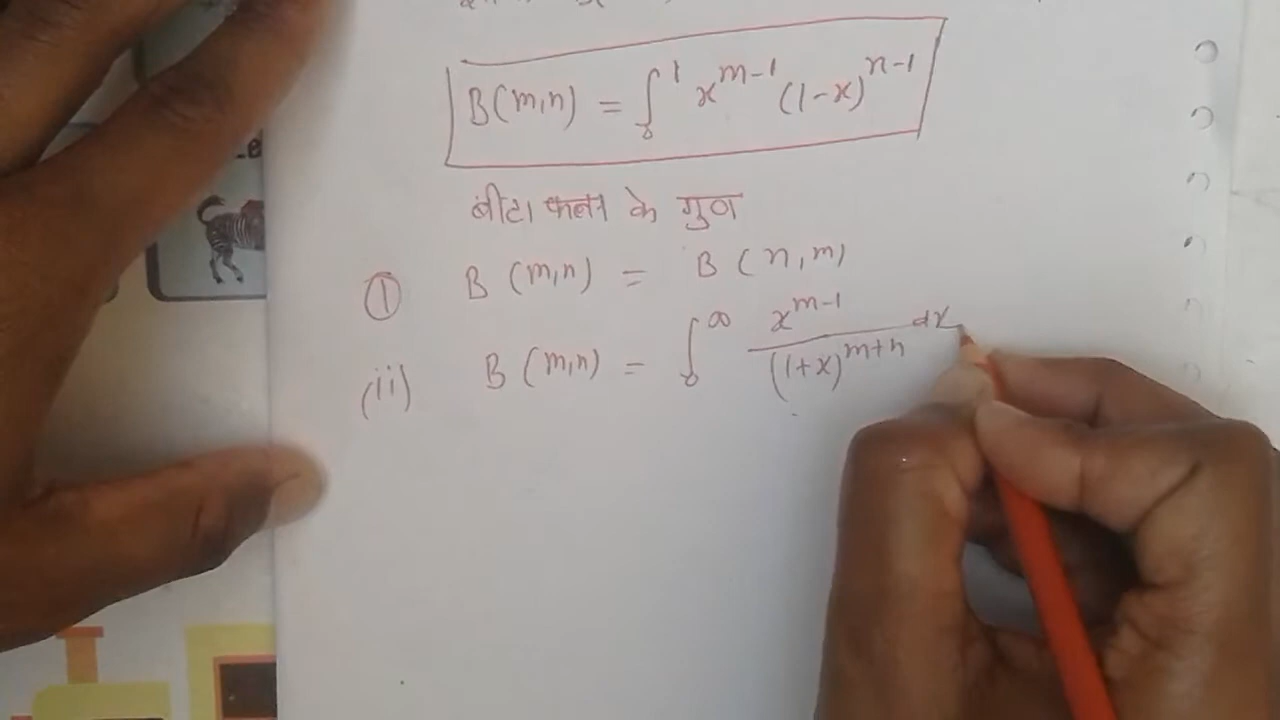 B(m,n) = ∫₀¹ x^{m-1} (1-x)^{n-1}
बीटा फलन के गुण
① B (m,n) = B (n,m)
(ii) B (m,n) = ∫₀^∞ x^{m-1} / (1+x)^{m+n} dx